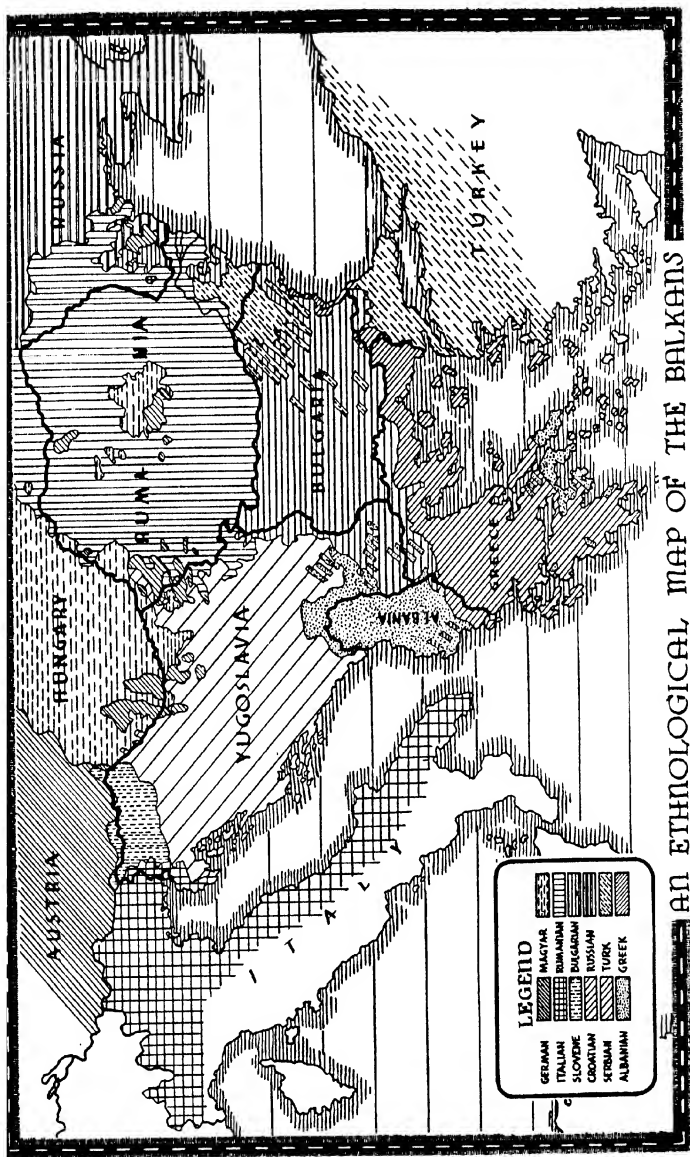 AN ETHNOLOGICAL MAP OF THE BALKANS
AUSTRIA
HUNGARY
RUSSIA
RUMANIA
YUGOSLAVIA
BULGARIA
ITALY
ALBANIA
GREECE
TURKEY
LEGEND
GERMAN MAGYAR
ITALIAN RUMANIAN
SLOVENE BULGARIAN
CROATIAN RUSSIAN
SERBIAN TURK
ALBANIAN GREEK